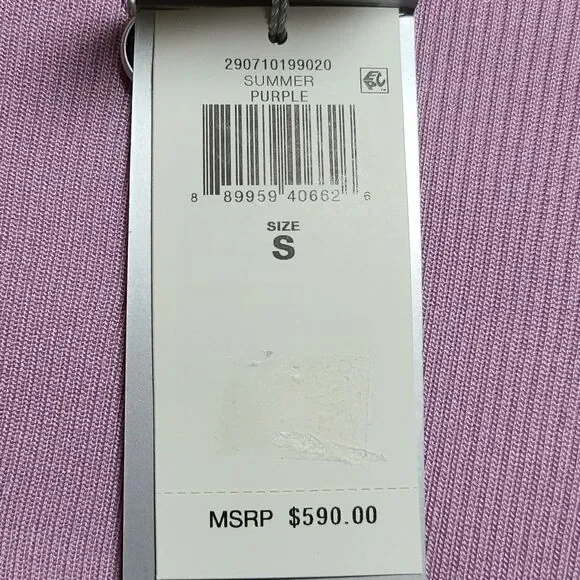 290710199020
SUMMER
PURPLE
8 89959 40662 6
SIZE
S
MSRP $590.00